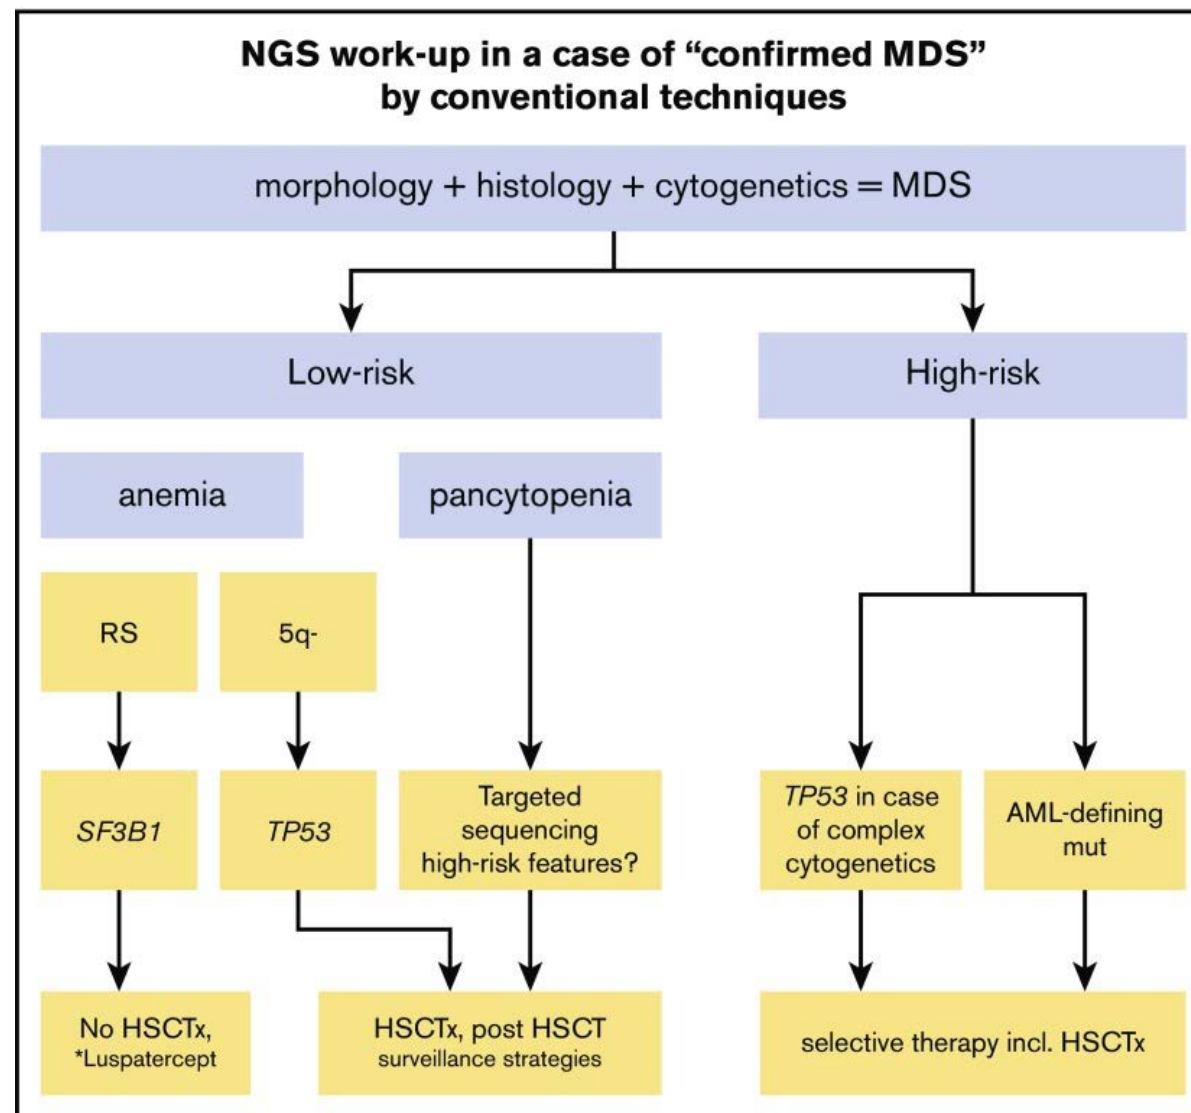 NGS work-up in a case of “confirmed MDS”
by conventional techniques
morphology + histology + cytogenetics = MDS
Low-risk
High-risk
anemia
pancytopenia
RS
5q-
SF3B1
TP53
Targeted
sequencing
high-risk features?
TP53 in case
of complex
cytogenetics
AML-defining
mut
No HSCTx,
*Luspatercept
HSCTx, post HSCT
surveillance strategies
selective therapy incl. HSCTx